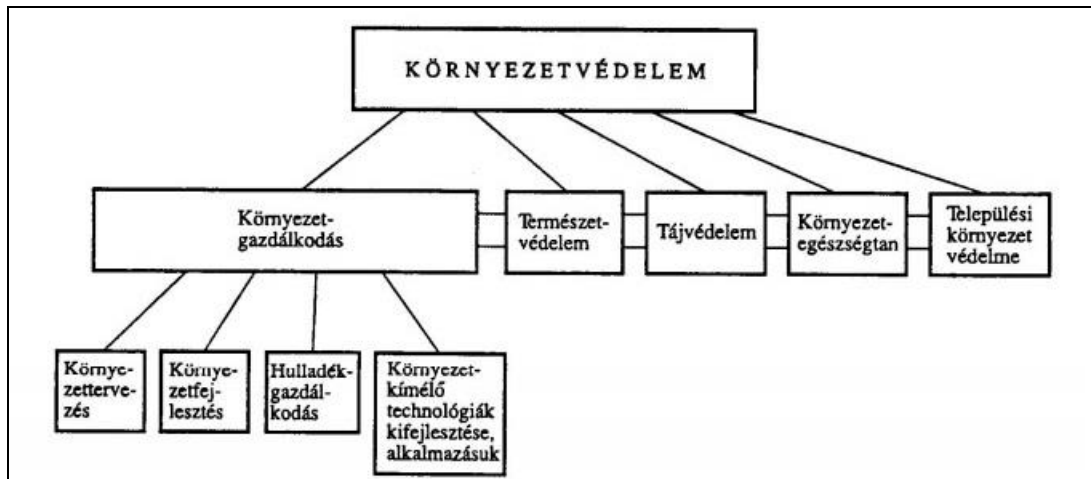 KÖRNYEZETVÉDELEM
Környezet-
gazdálkodás
Természet-
védelem
Tájvédelem
Környezet-
egészségtan
Települési
környezet
védelme
Környe-
zetterve-
zés
Környe-
zetfej-
lesztés
Hulladék-
gazdál-
kodás
Környezet-
kímélő
technológiák
kifejlesztése,
alkalmazásuk